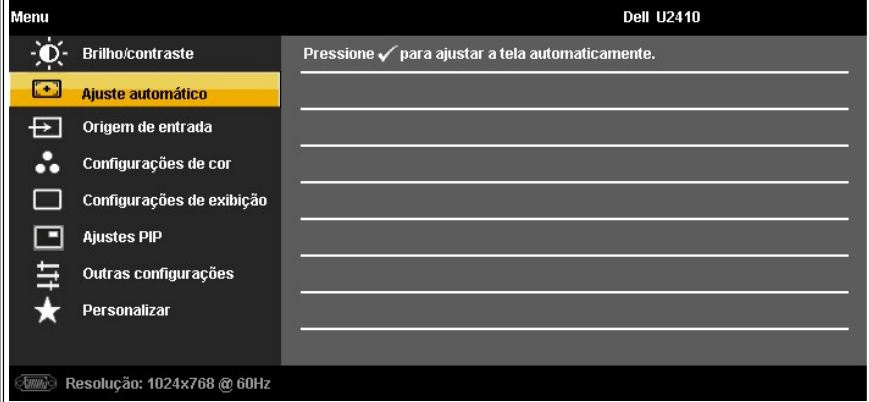 Menu Dell U2410
Brilho/contraste
Pressione ✓ para ajustar a tela automaticamente.
Ajuste automático
Origem de entrada
Configurações de cor
Configurações de exibição
Ajustes PIP
Outras configurações
Personalizar
Resolução: 1024x768 @ 60Hz